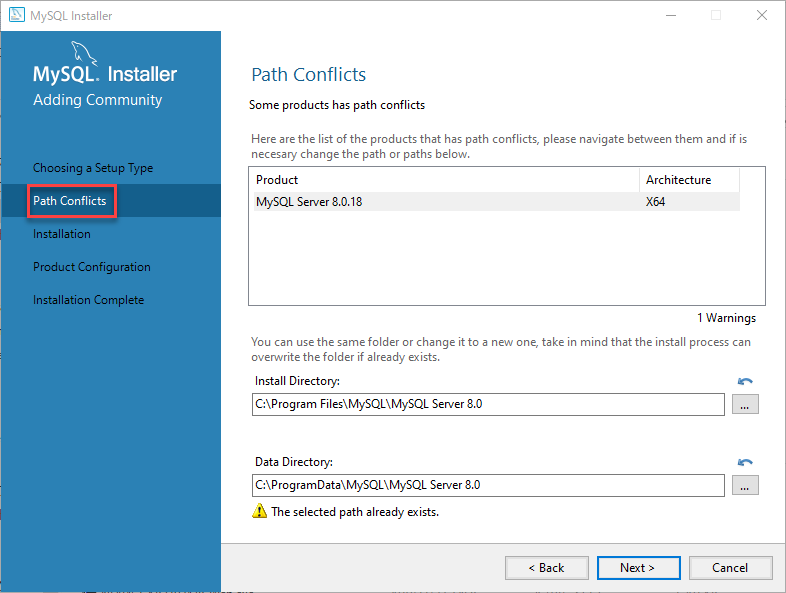 MySQL Installer
MySQL. Installer
Adding Community
Choosing a Setup Type
Path Conflicts
Installation
Product Configuration
Installation Complete
Path Conflicts
Some products has path conflicts
Here are the list of the products that has path conflicts, please navigate between them and if is
necesary change the path or paths below.
Product Architecture
MySQL Server 8.0.18 X64
1 Warnings
You can use the same folder or change it to a new one, take in mind that the install process can
overwrite the folder if already exists.
Install Directory:
C:\Program Files\MySQL\MySQL Server 8.0
...
Data Directory:
C:\ProgramData\MySQL\MySQL Server 8.0
...
The selected path already exists.
< Back Next > Cancel